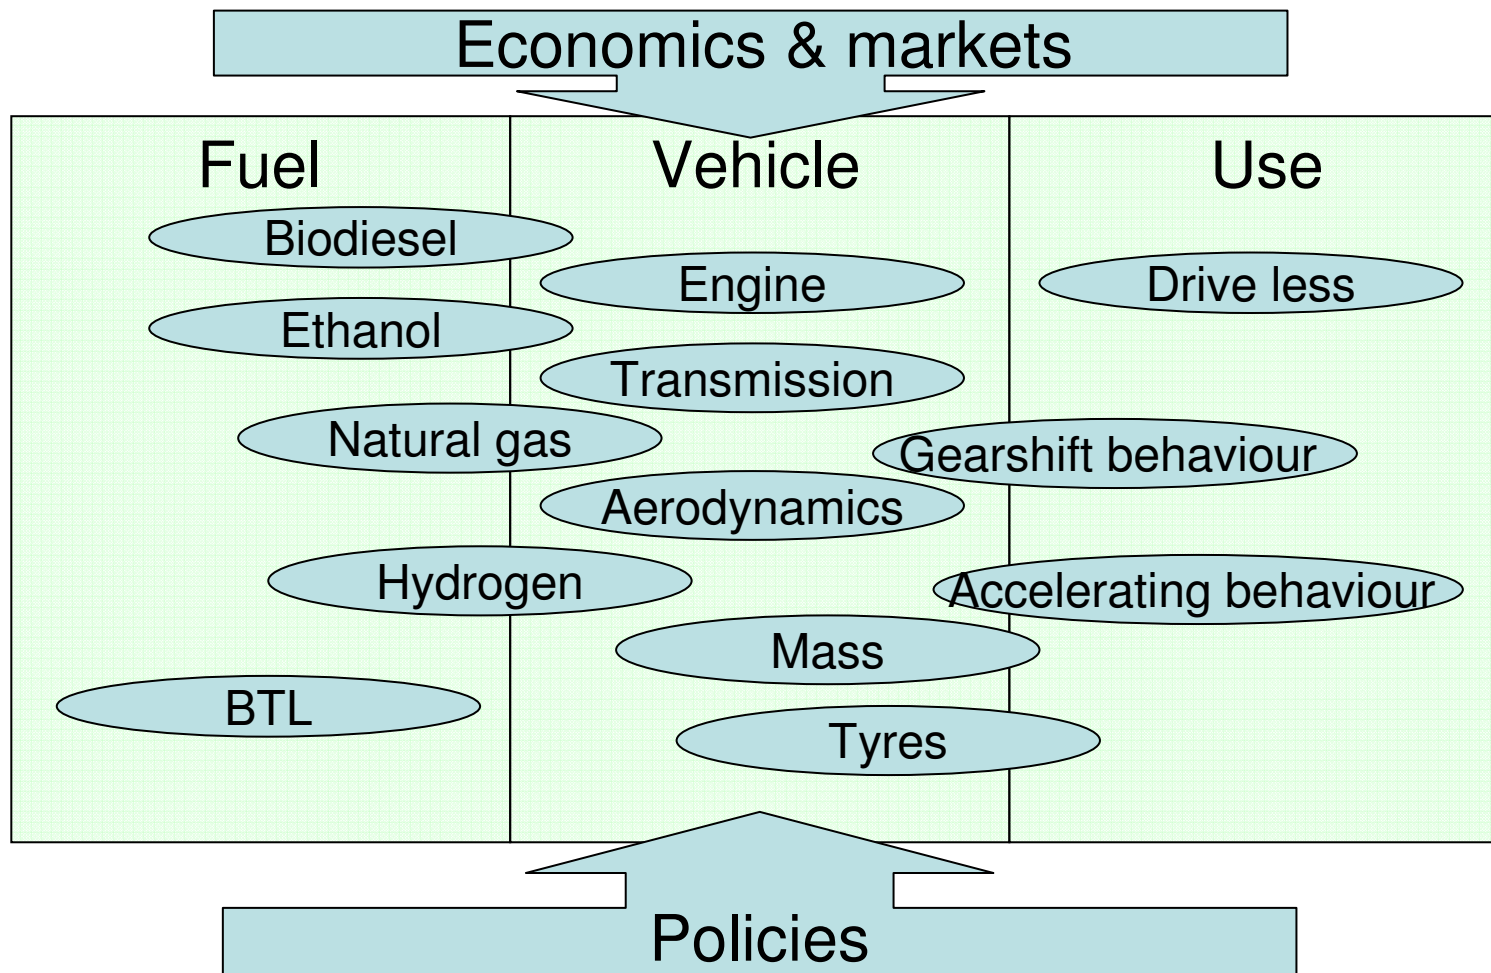 Economics & markets
Fuel
Vehicle
Use
Biodiesel
Engine
Drive less
Ethanol
Transmission
Natural gas
Gearshift behaviour
Aerodynamics
Hydrogen
Accelerating behaviour
Mass
BTL
Tyres
Policies